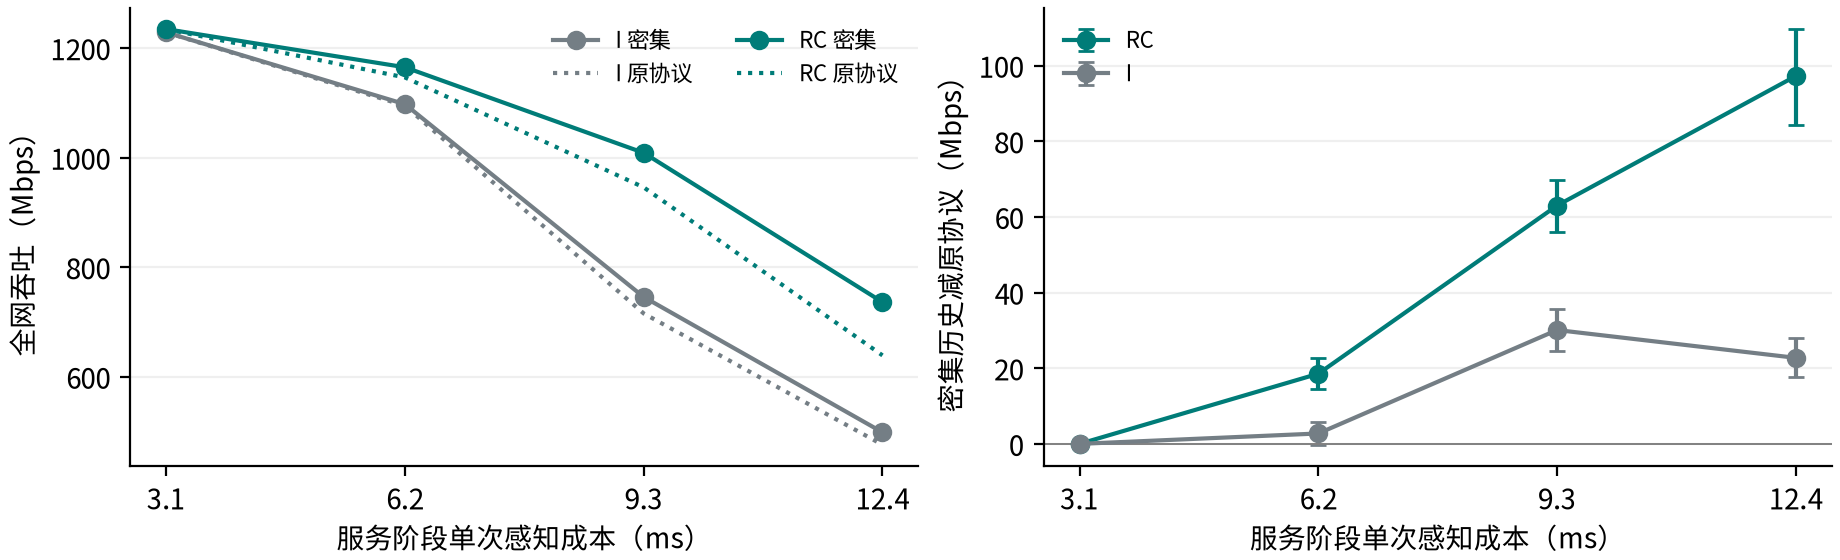 1200
1000
800
600
全网吞吐（Mbps）
I 密集
I 原协议
RC 密集
RC 原协议
3.1
6.2
9.3
12.4
服务阶段单次感知成本（ms）
100
80
60
40
20
0
密集历史减原协议（Mbps）
RC
I
3.1
6.2
9.3
12.4
服务阶段单次感知成本（ms）